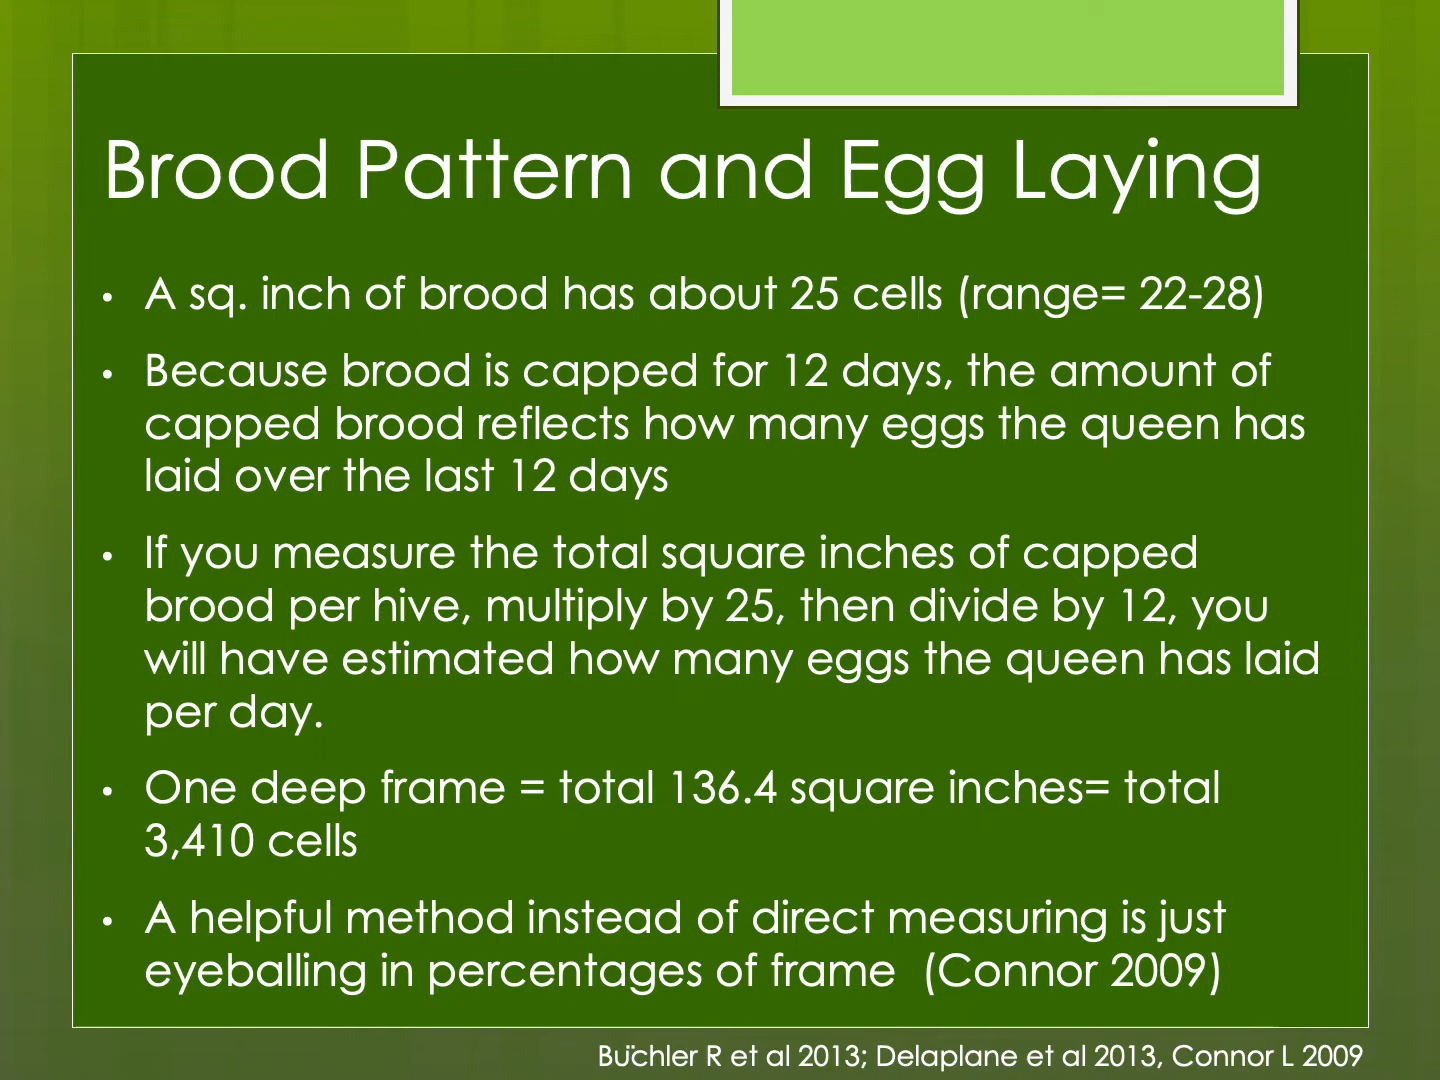 Brood Pattern and Egg Laying
• A sq. inch of brood has about 25 cells (range= 22-28)
• Because brood is capped for 12 days, the amount of
capped brood reflects how many eggs the queen has
laid over the last 12 days
• If you measure the total square inches of capped
brood per hive, multiply by 25, then divide by 12, you
will have estimated how many eggs the queen has laid
per day.
• One deep frame = total 136.4 square inches= total
3,410 cells
• A helpful method instead of direct measuring is just
eyeballing in percentages of frame (Connor 2009)
Büchler R et al 2013; Delaplane et al 2013, Connor L 2009